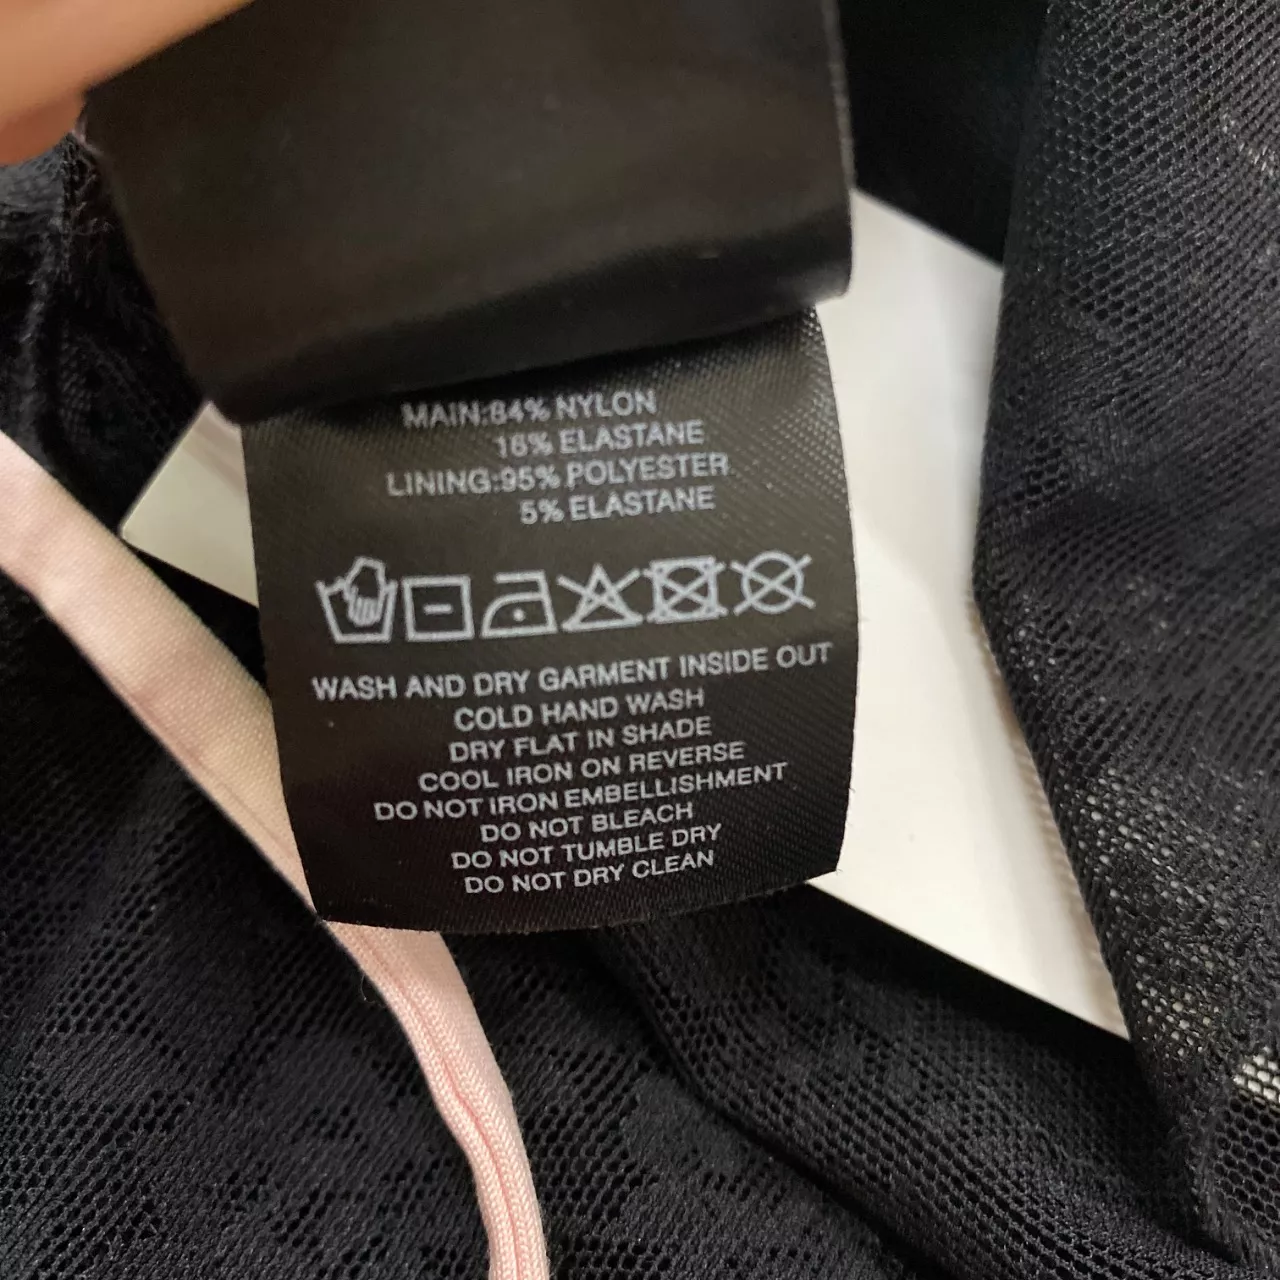 MAIN:84% NYLON
16% ELASTANE
LINING:95% POLYESTER
5% ELASTANE
WASH AND DRY GARMENT INSIDE OUT
COLD HAND WASH
DRY FLAT IN SHADE
COOL IRON ON REVERSE
DO NOT IRON EMBELLISHMENT
DO NOT BLEACH
DO NOT TUMBLE DRY
DO NOT DRY CLEAN